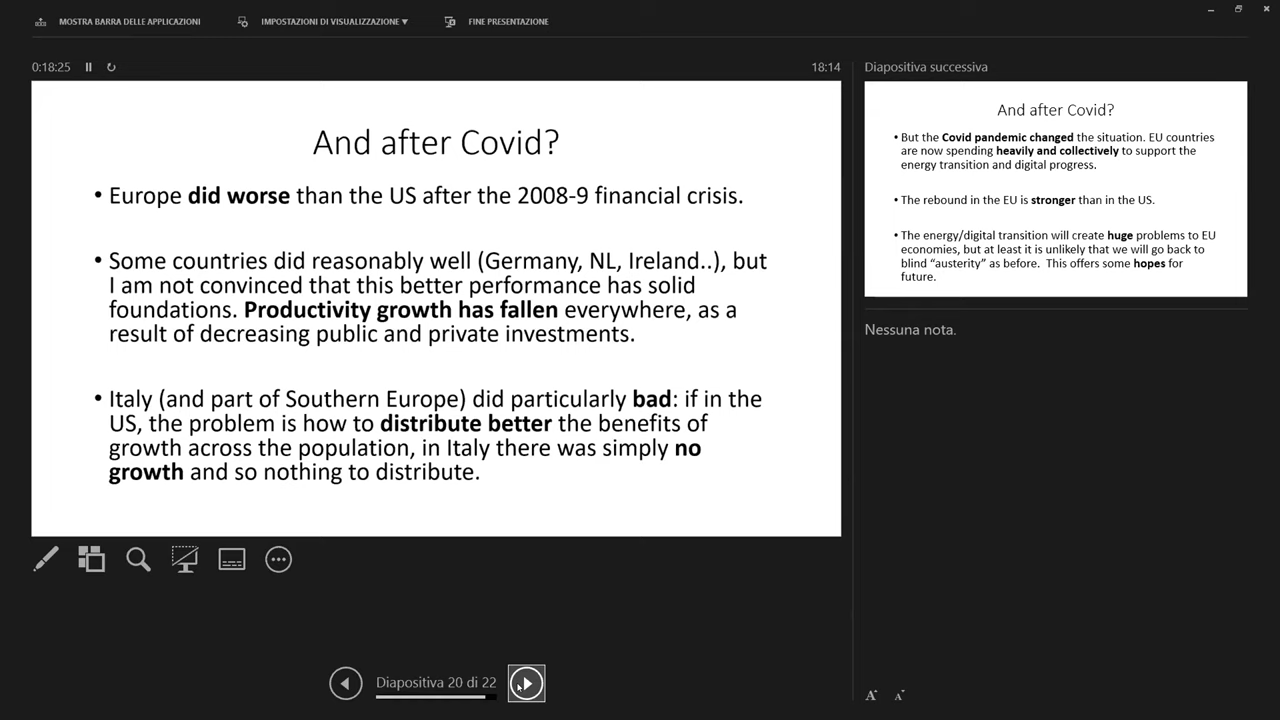 MOSTRA BARRA DELLE APPLICAZIONI
IMPOSTAZIONI DI VISUALIZZAZIONE ▼
FINE PRESENTAZIONE
0:18:25
18:14
And after Covid?
• Europe did worse than the US after the 2008-9 financial crisis.
• Some countries did reasonably well (Germany, NL, Ireland..), but
I am not convinced that this better performance has solid
foundations. Productivity growth has fallen everywhere, as a
result of decreasing public and private investments.
• Italy (and part of Southern Europe) did particularly bad: if in the
US, the problem is how to distribute better the benefits of
growth across the population, in Italy there was simply no
growth and so nothing to distribute.
Diapositiva 20 di 22
Diapositiva successiva
And after Covid?
• But the Covid pandemic changed the situation. EU countries
are now spending heavily and collectively to support the
energy transition and digital progress.
• The rebound in the EU is stronger than in the US.
• The energy/digital transition will create huge problems to EU
economies, but at least it is unlikely that we will go back to
blind “austerity” as before. This offers some hopes for
future.
Nessuna nota.
A A